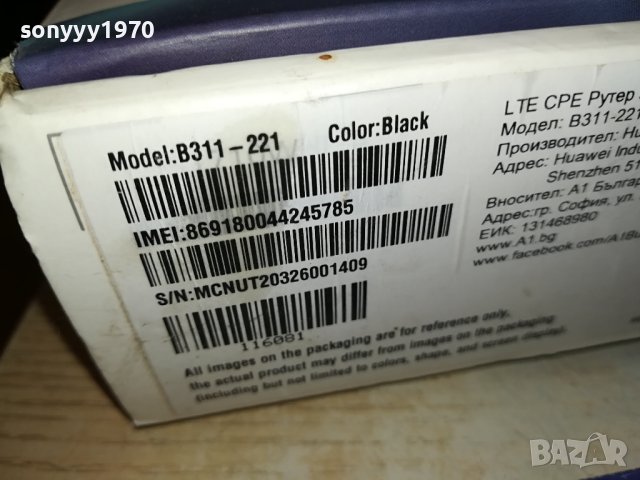 sonyyy1970
Model:B311-221 Color:Black
IMEI:869180044245785
S/N:MCNUT20326001409
116081
All images on the packaging are for reference only,
the actual product may differ from images on the packaging
(including but not limited to colors, shape, and screen display).
LTE CPE Рутер
Модел: B311-221
Производител: Hu
Адрес: Huawei Indu
Shenzhen 51
Вносител: А1 Българ
Адрес:гр. София, ул.
ЕИК: 131468980
www.A1.bg
www.facebook.com/A1Bu
BAZAR
bg